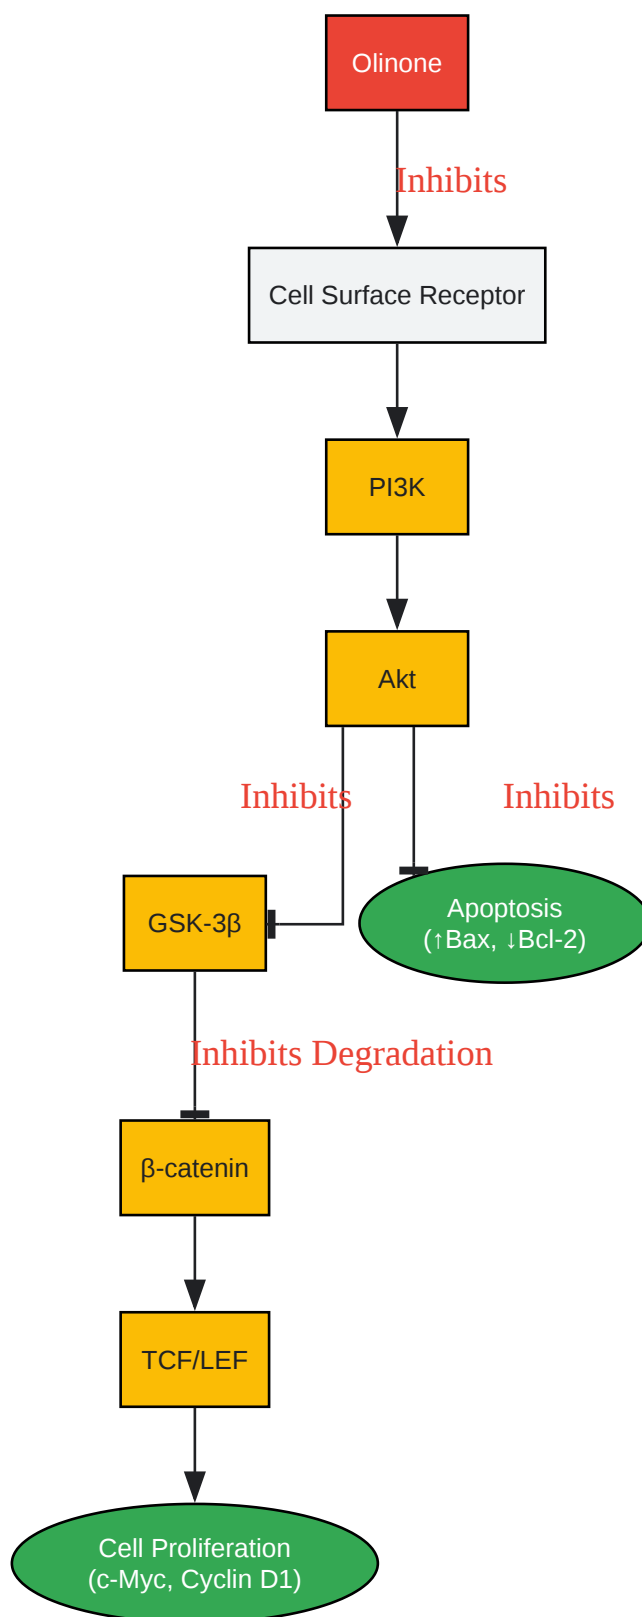 Olinone
Inhibits
Cell Surface Receptor
PI3K
Akt
Inhibits
Inhibits
GSK-3β
Apoptosis
(↑Bax, ↓Bcl-2)
Inhibits Degradation
β-catenin
TCF/LEF
Cell Proliferation
(c-Myc, Cyclin D1)